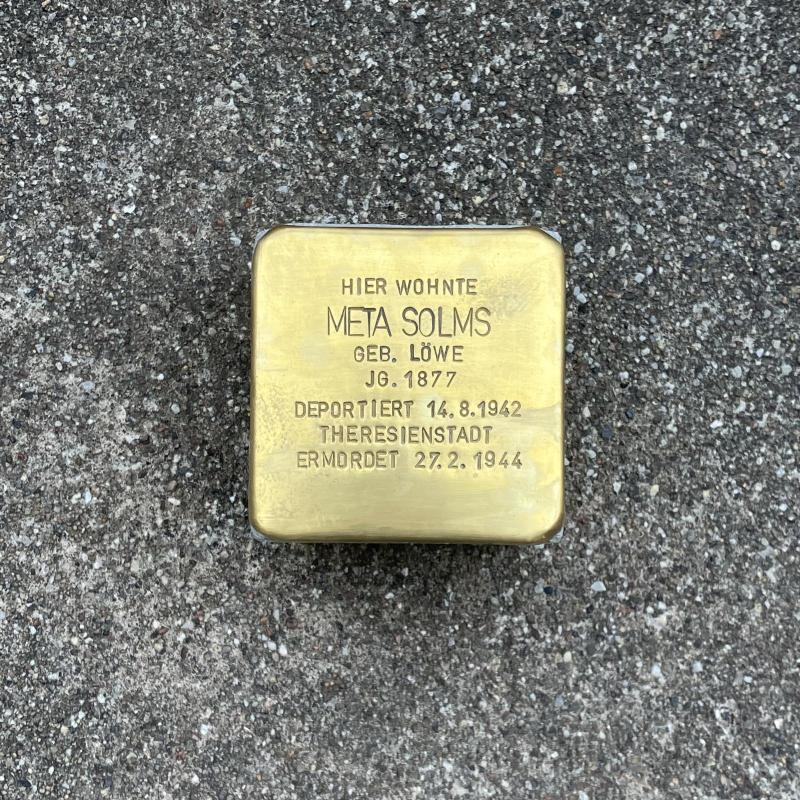 HIER WOHNTE
META SOLMS
GEB. LÖWE
JG. 1877
DEPORTIERT 14.8.1942
THERESIENSTADT
ERMORDET 27.2.1944